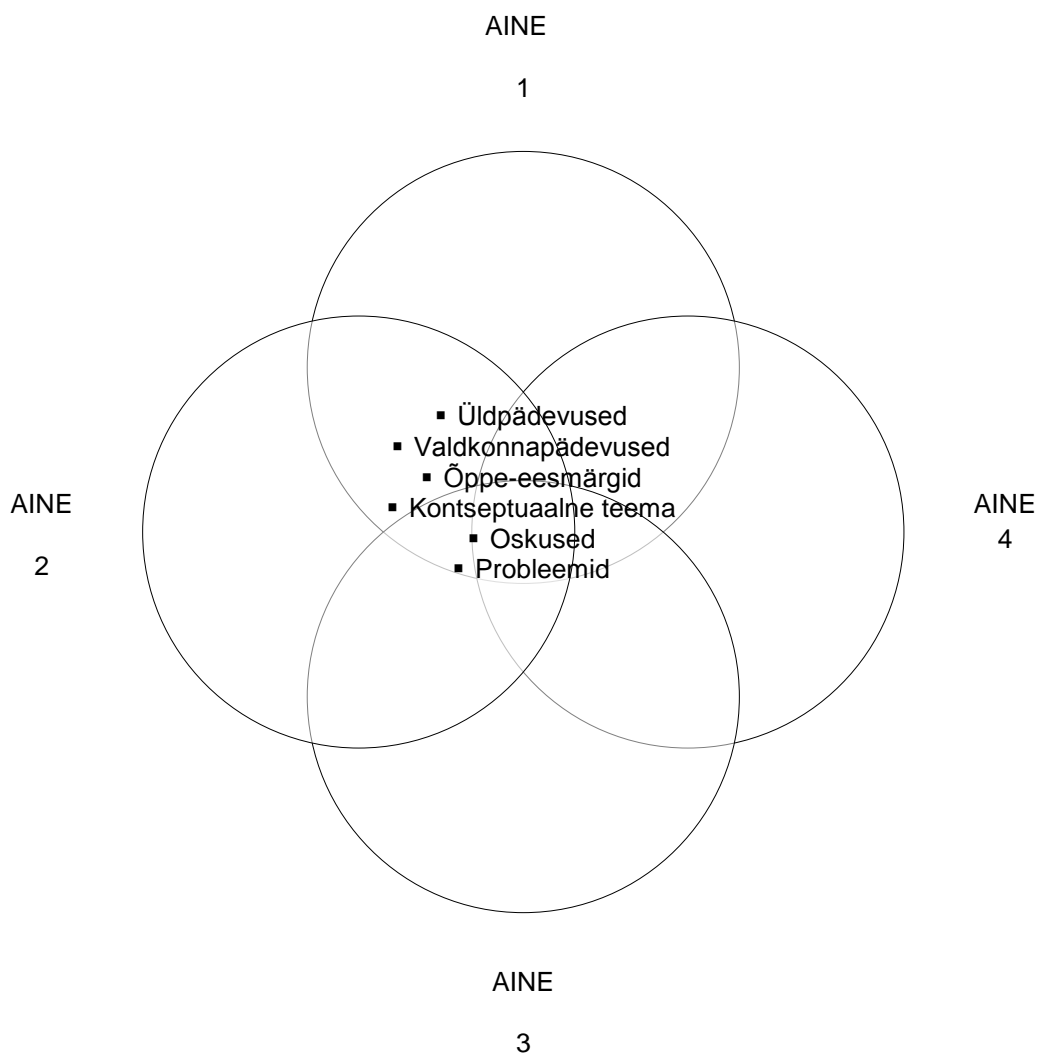 AINE
1
▪ Üldpädevused
▪ Valdkonnapädevused
▪ Õppe-eesmärgid
▪ Kontseptuaalne teema
▪ Oskused
▪ Probleemid
AINE
2
AINE
4
AINE
3